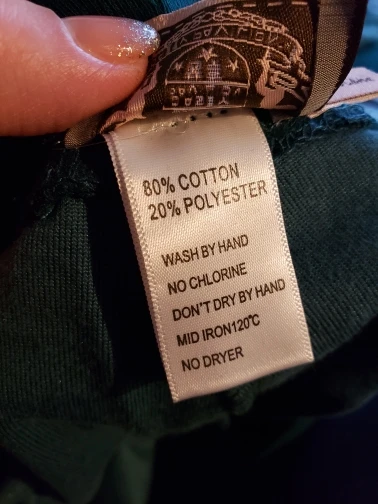 80% COTTON
20% POLYESTER
WASH BY HAND
NO CHLORINE
DON'T DRY BY HAND
MID IRON120℃
NO DRYER